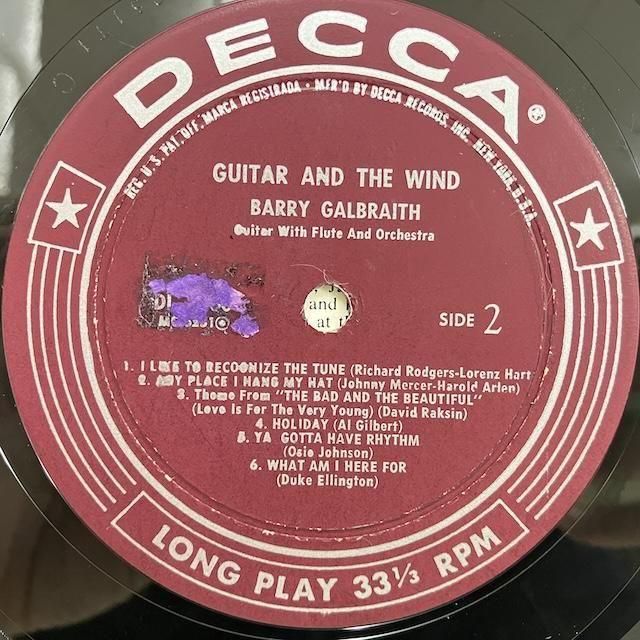 DECCA®
REG. U.S. PAT. OFF. MARCA REGISTRADA • MFR'D BY DECCA RECORDS, INC. NEW YORK, U.S.A.
GUITAR AND THE WIND
BARRY GALBRAITH
Guitar With Flute And Orchestra
and
at
SIDE 2
1. I LIKE TO RECOGNIZE THE TUNE (Richard Rodgers-Lorenz Hart
2. ANY PLACE I HANG MY HAT (Johnny Mercer-Harold Arlen)
3. Theme From "THE BAD AND THE BEAUTIFUL"
(Love Is For The Very Young) (David Raksin)
4. HOLIDAY (Al Gilbert)
5. YA GOTTA HAVE RHYTHM
(Osie Johnson)
6. WHAT AM I HERE FOR
(Duke Ellington)
LONG PLAY 33⅓ RPM